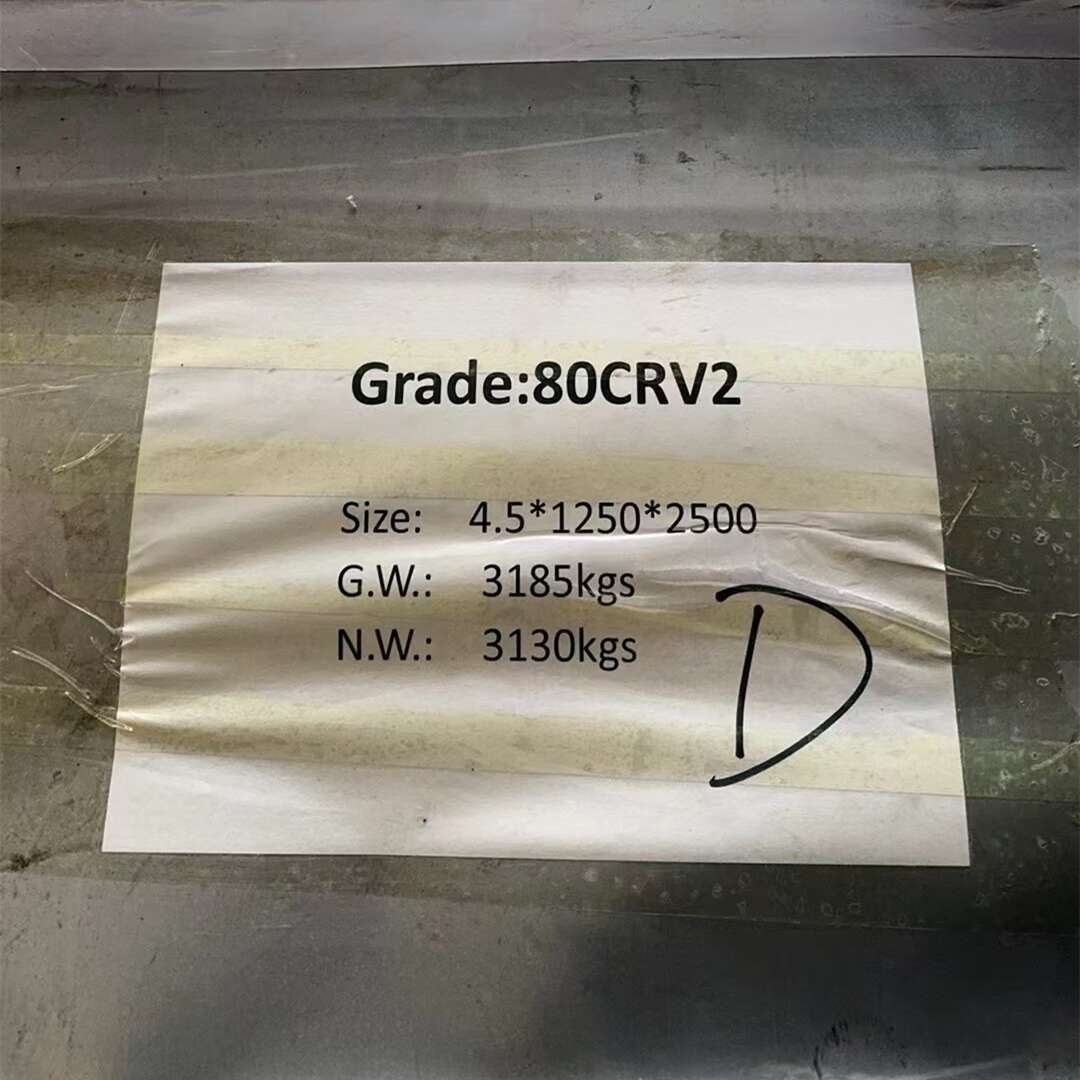 Grade:80CRV2
Size: 4.5*1250*2500
G.W.: 3185kgs
N.W.: 3130kgs
D